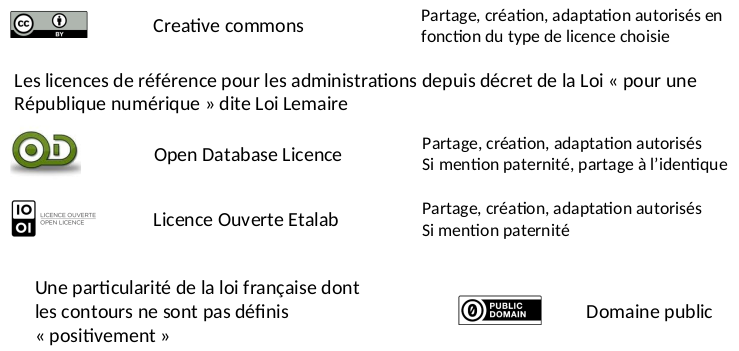 cc
BY
Creative commons
Partage, création, adaptation autorisés en
fonction du type de licence choisie
Les licences de référence pour les administrations depuis décret de la Loi « pour une
République numérique » dite Loi Lemaire
OD
Open Database Licence
Partage, création, adaptation autorisés
Si mention paternité, partage à l’identique
IO
OI
LICENCE OUVERTE
OPEN LICENCE
Licence Ouverte Etalab
Partage, création, adaptation autorisés
Si mention paternité
Une particularité de la loi française dont
les contours ne sont pas définis
« positivement »
0
PUBLIC
DOMAIN
Domaine public